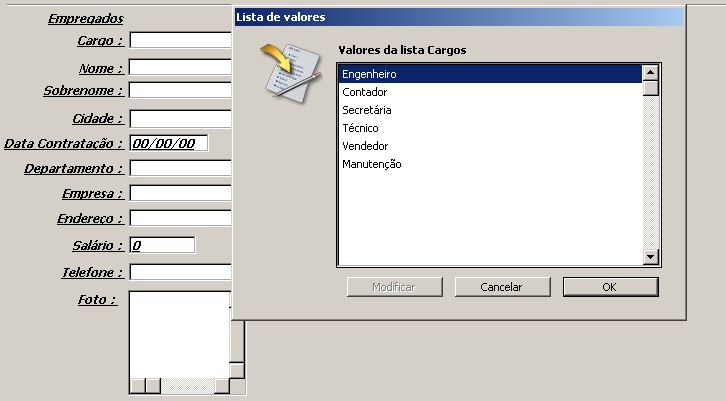 Empregados
Cargo :
Nome :
Sobrenome :
Cidade :
Data Contratação : 00/00/00
Departamento :
Empresa :
Endereço :
Salário : 0
Telefone :
Foto :
Lista de valores
Valores da lista Cargos
Engenheiro
Contador
Secretária
Técnico
Vendedor
Manutenção
Modificar Cancelar OK